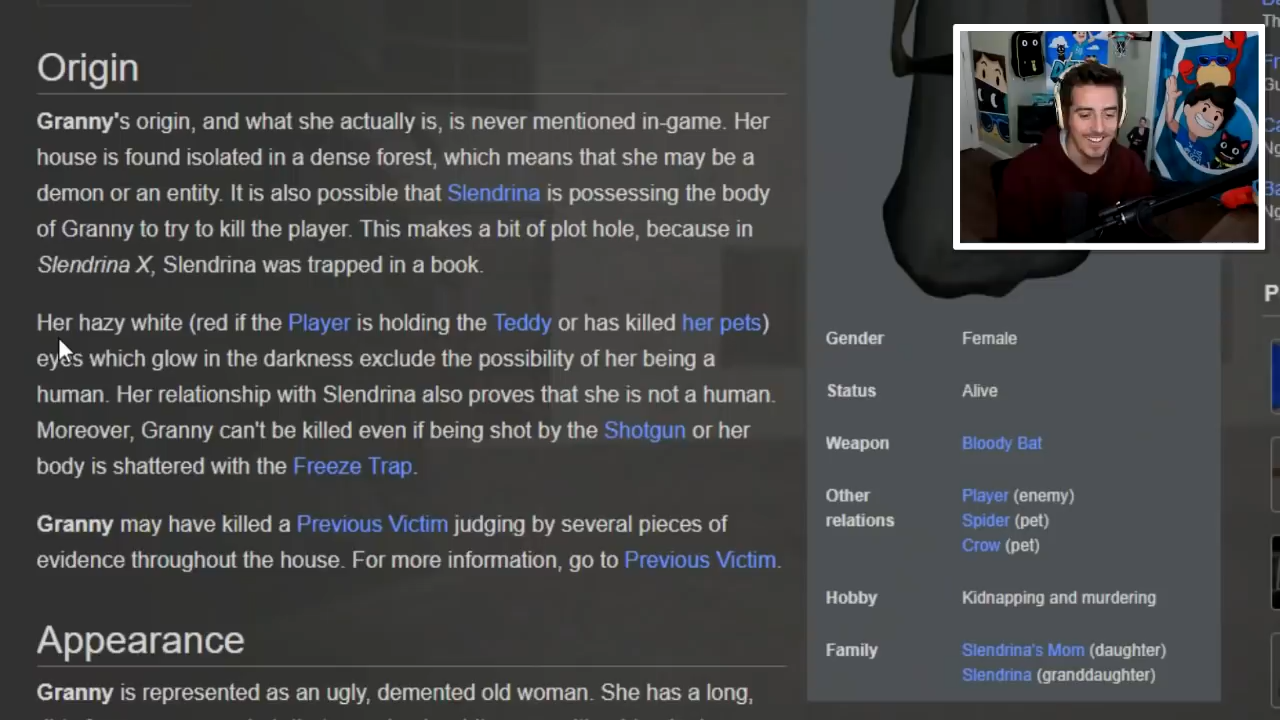 Origin
Granny's origin, and what she actually is, is never mentioned in-game. Her
house is found isolated in a dense forest, which means that she may be a
demon or an entity. It is also possible that Slendrina is possessing the body
of Granny to try to kill the player. This makes a bit of plot hole, because in
Slendrina X, Slendrina was trapped in a book.
Her hazy white (red if the Player is holding the Teddy or has killed her pets)
eyes which glow in the darkness exclude the possibility of her being a
human. Her relationship with Slendrina also proves that she is not a human.
Moreover, Granny can't be killed even if being shot by the Shotgun or her
body is shattered with the Freeze Trap.
Granny may have killed a Previous Victim judging by several pieces of
evidence throughout the house. For more information, go to Previous Victim.
Appearance
Granny is represented as an ugly, demented old woman. She has a long,
Gender Female
Status Alive
Weapon Bloody Bat
Other relations
Player (enemy)
Spider (pet)
Crow (pet)
Hobby Kidnapping and murdering
Family Slendrina's Mom (daughter)
Slendrina (granddaughter)